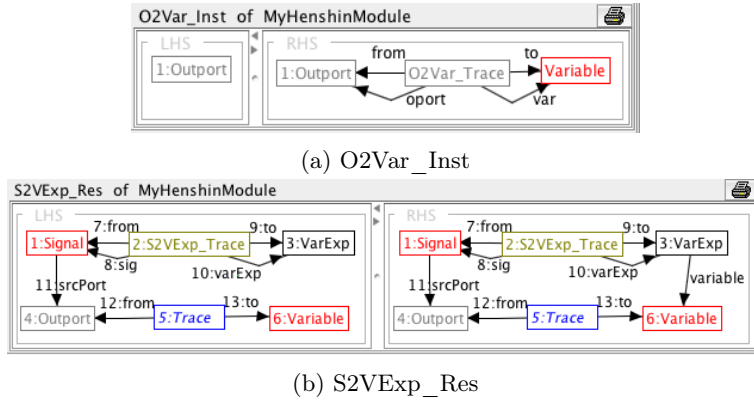 O2Var_Inst of MyHenshinModule
LHS
1:Outport
RHS
from
to
1:Outport
O2Var_Trace
Variable
oport
var
(a) O2Var_Inst
S2VExp_Res of MyHenshinModule
LHS
7:from
9:to
1:Signal
2:S2VExp_Trace
3:VarExp
8:sig
10:varExp
11:srcPort
12:from
13:to
4:Outport
5:Trace
6:Variable
RHS
7:from
9:to
1:Signal
2:S2VExp_Trace
3:VarExp
8:sig
10:varExp
variable
11:srcPort
12:from
13:to
4:Outport
5:Trace
6:Variable
(b) S2VExp_Res